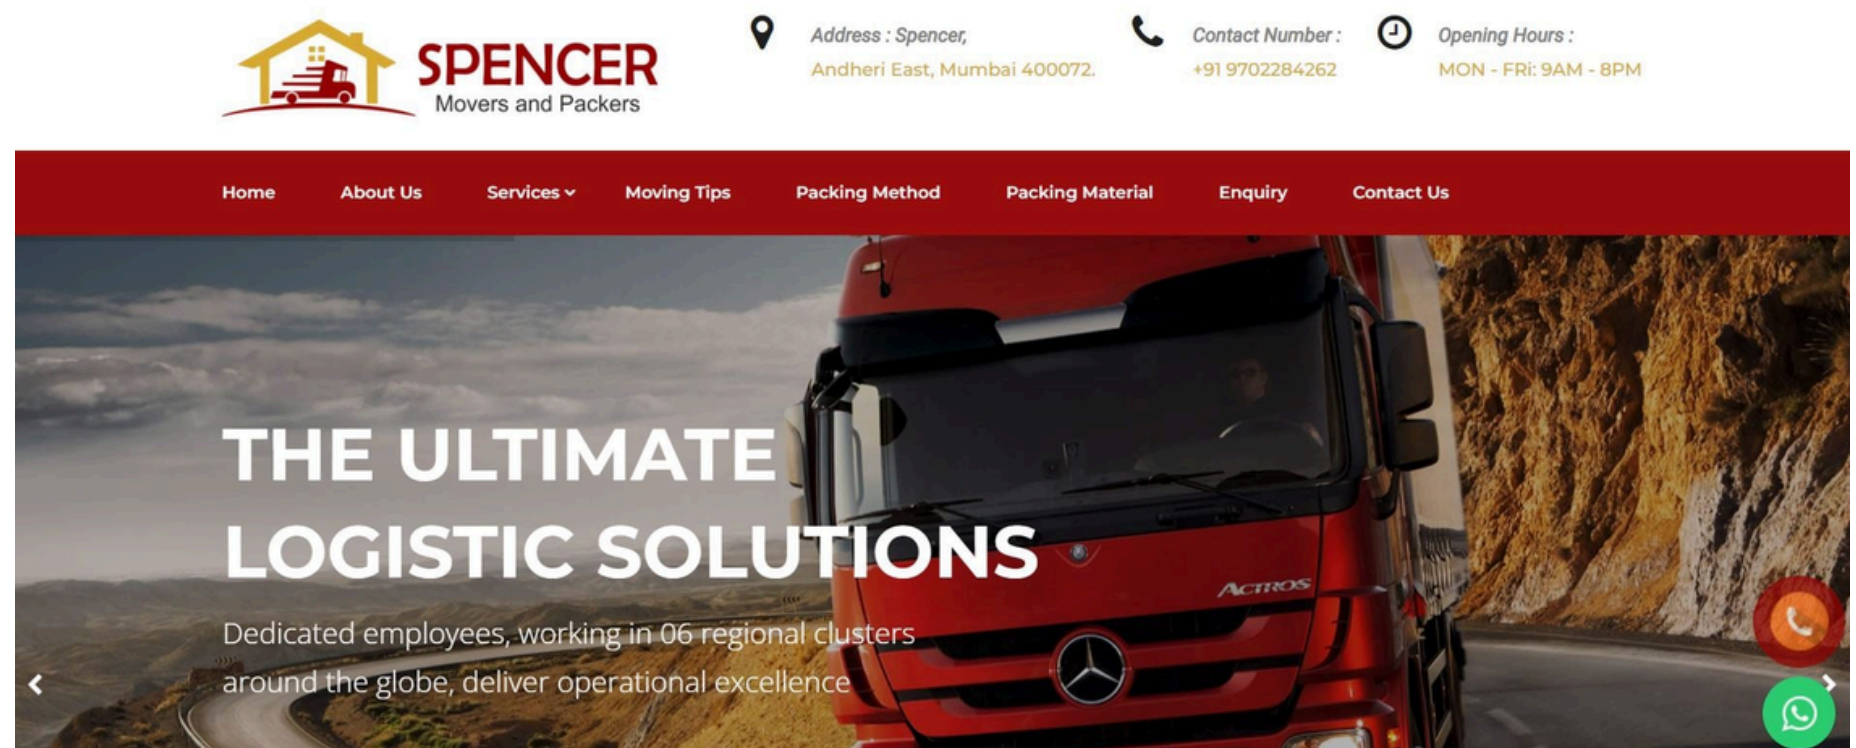 SPENCER
Movers and Packers
Address : Spencer,
Andheri East, Mumbai 400072.
Contact Number :
+91 9702284262
Opening Hours :
MON - FRi: 9AM - 8PM
Home About Us Services Moving Tips Packing Method Packing Material Enquiry Contact Us
THE ULTIMATE
LOGISTIC SOLUTIONS
ACTROS
Dedicated employees, working in 06 regional clusters
around the globe, deliver operational excellence